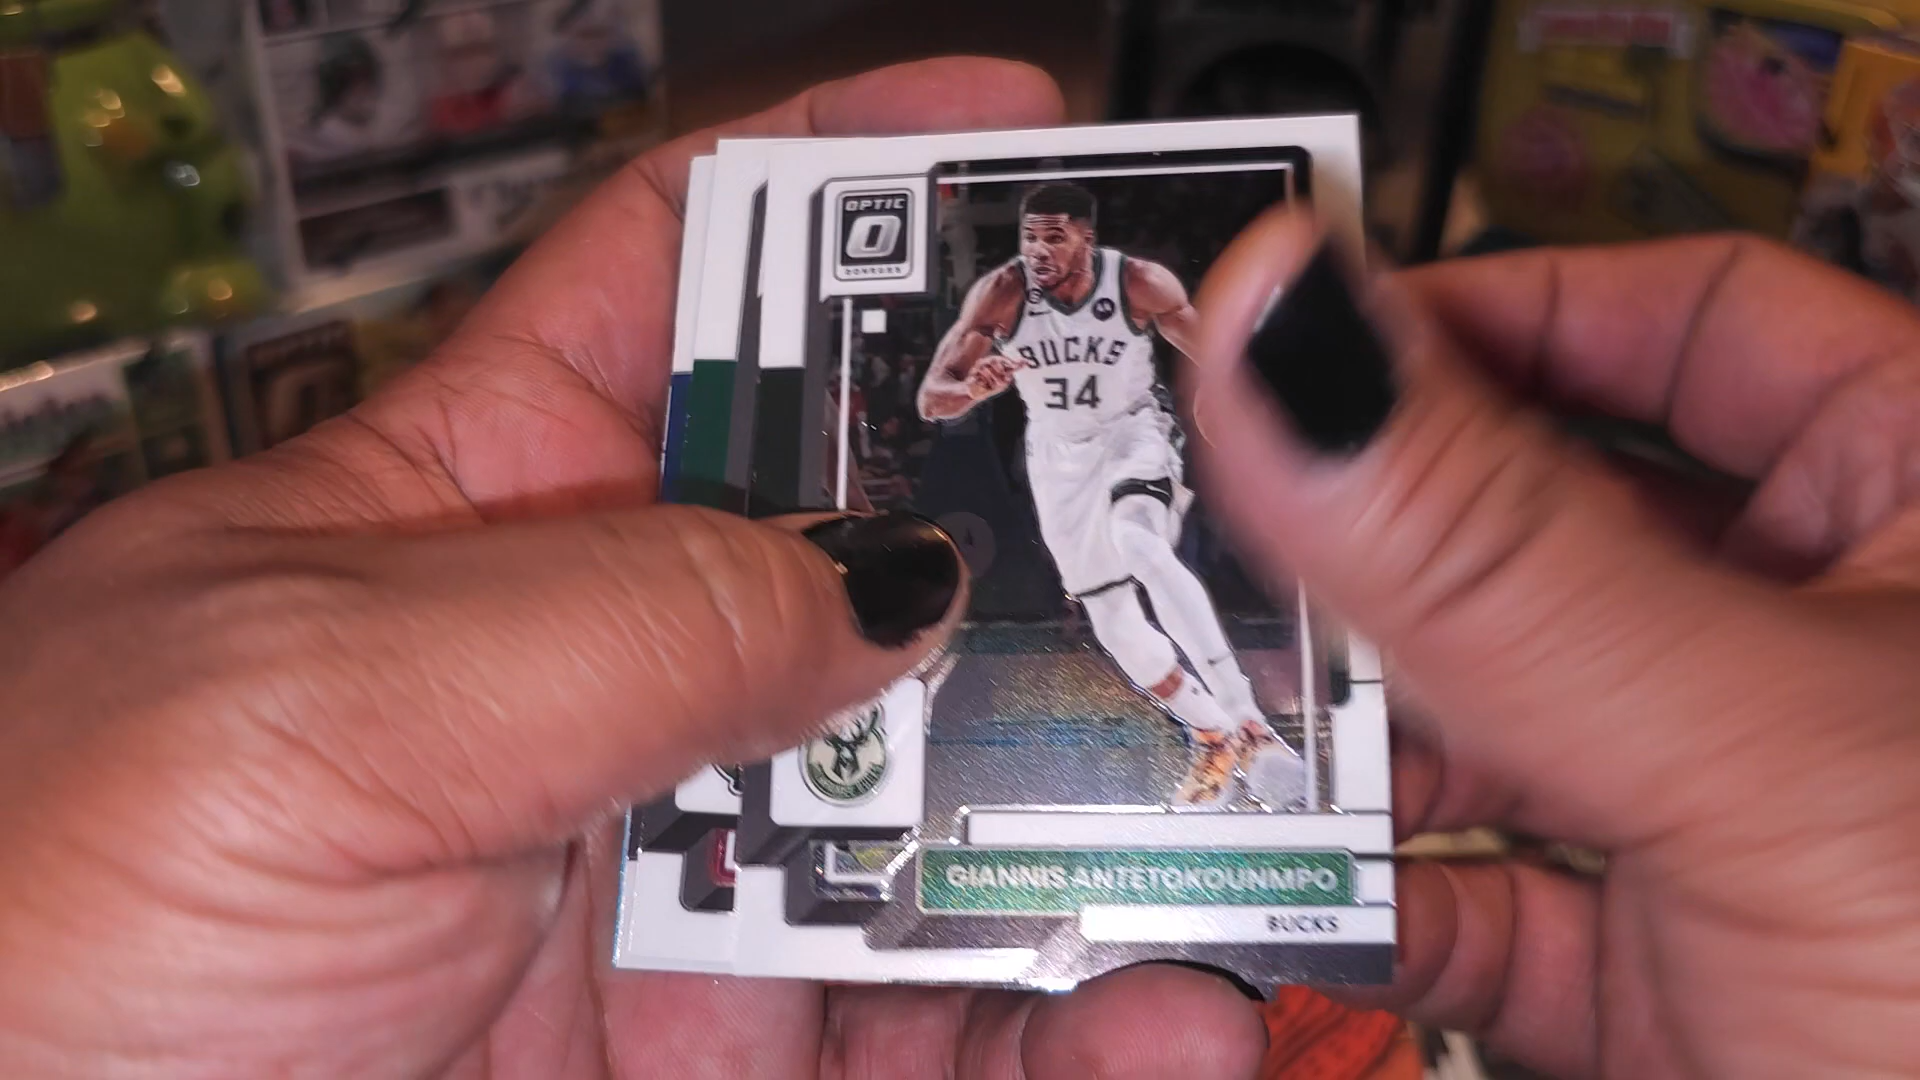 OPTIC
DONRUSS
BUCKS
34
GIANNIS ANTETOKOUNMPO
BUCKS